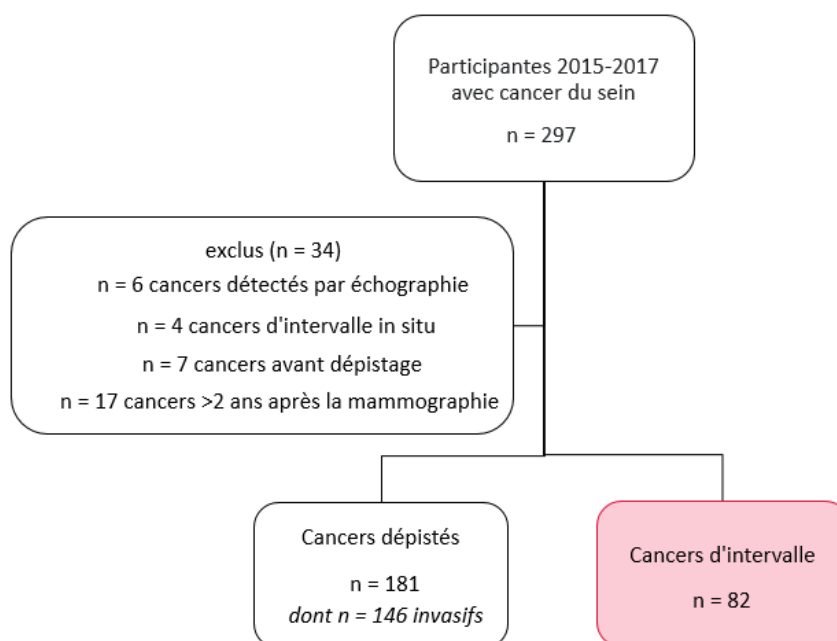 Participantes 2015-2017
avec cancer du sein
n = 297
exclus (n = 34)
n = 6 cancers détectés par échographie
n = 4 cancers d'intervalle in situ
n = 7 cancers avant dépistage
n = 17 cancers >2 ans après la mammographie
Cancers dépistés
n = 181
dont n = 146 invasifs
Cancers d'intervalle
n = 82